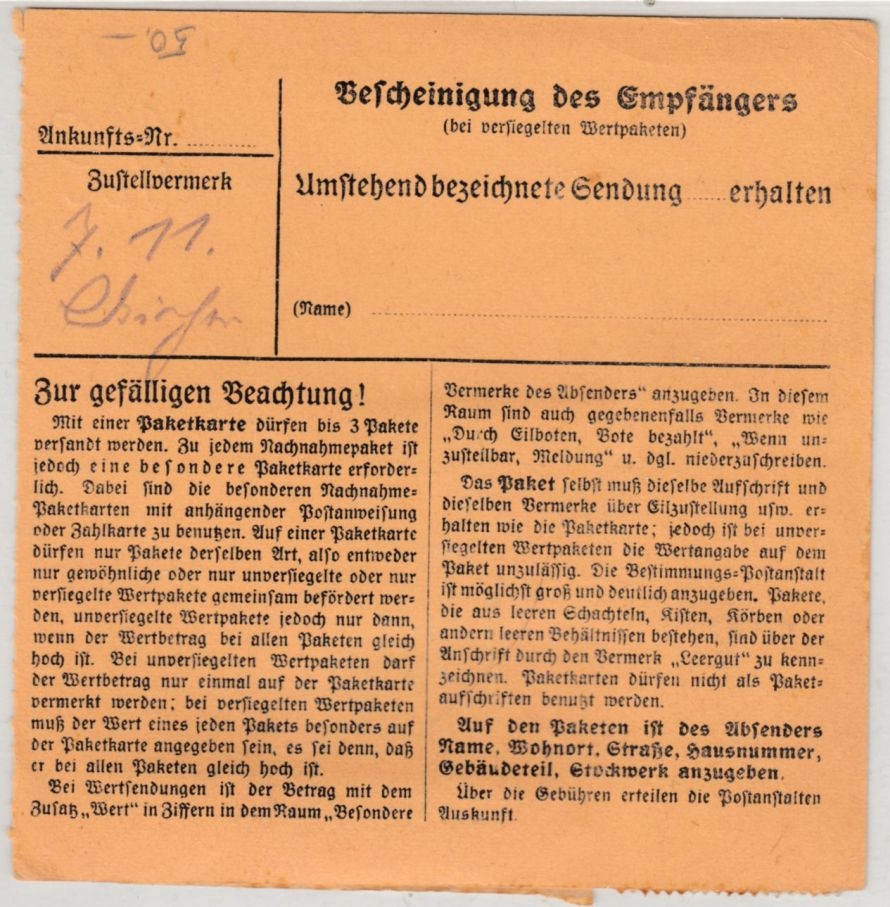 Ankunfts-Nr.
Zustellvermerk
7. 11.
Bescheinigung des Empfängers
(bei versiegelten Wertpaketen)
Umstehend bezeichnete Sendung erhalten
(Name)
Zur gefälligen Beachtung!
Mit einer Paketkarte dürfen bis 3 Pakete
versandt werden. Zu jedem Nachnahmepaket ist
jedoch eine besondere Paketkarte erforder-
lich. Dabei sind die besonderen Nachnahme-
Paketkarten mit anhängender Postanweisung
oder Zahlkarte zu benutzen. Auf einer Paketkarte
dürfen nur Pakete derselben Art, also entweder
nur gewöhnliche oder nur unversiegelte oder nur
versiegelte Wertpakete gemeinsam befördert wer-
den, unversiegelte Wertpakete jedoch nur dann,
wenn der Wertbetrag bei allen Paketen gleich
hoch ist. Bei unversiegelten Wertpaketen darf
der Wertbetrag nur einmal auf der Paketkarte
vermerkt werden; bei versiegelten Wertpaketen
muß der Wert eines jeden Pakets besonders auf
der Paketkarte angegeben sein, es sei denn, daß
er bei allen Paketen gleich hoch ist.
Bei Wertsendungen ist der Betrag mit dem
Zusatz „Wert" in Ziffern in dem Raum „Besondere
Vermerke des Absenders" anzugeben. In diesem
Raum sind auch gegebenenfalls Vermerke wie
„Durch Eilboten, Bote bezahlt", „Wenn un-
zustellbar, Meldung" u. dgl. niederzuschreiben.
Das Paket selbst muß dieselbe Aufschrift und
dieselben Vermerke über Eilzustellung usw. er-
halten wie die Paketkarte; jedoch ist bei unver-
siegelten Wertpaketen die Wertangabe auf dem
Paket unzulässig. Die Bestimmungs-Postanstalt
ist möglichst groß und deutlich anzugeben. Pakete,
die aus leeren Schachteln, Kisten, Körben oder
andern leeren Behältnissen bestehen, sind über der
Anschrift durch den Vermerk „Leergut" zu kenn-
zeichnen. Paketkarten dürfen nicht als Paket-
aufschriften benutzt werden.
Auf den Paketen ist des Absenders
Name, Wohnort, Straße, Hausnummer,
Gebäudeteil, Stockwerk anzugeben.
Über die Gebühren erteilen die Postanstalten
Auskunft.